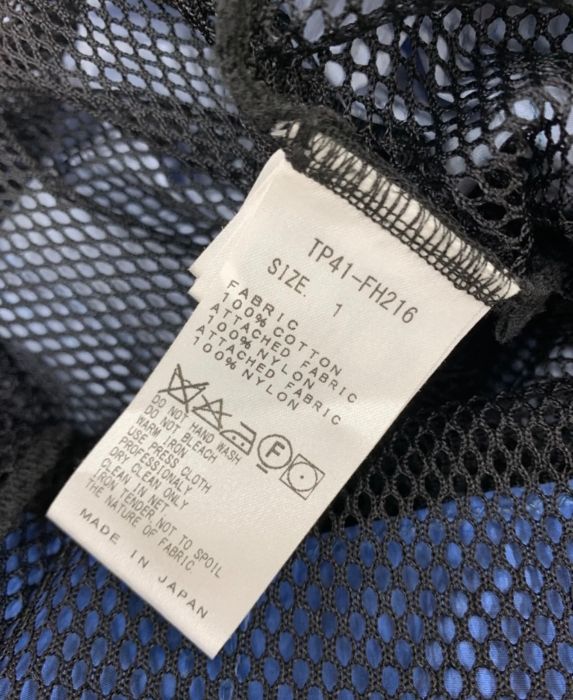 TP41-FH216
SIZE. 1
FABRIC
100% COTTON
ATTACHED FABRIC
100% NYLON
ATTACHED FABRIC
100% NYLON
F
DO NOT HAND WASH
DO NOT BLEACH
WARM IRON
USE PRESS CLOTH
PROFESSIONALY
DRY CLEAN ONLY
CLEAN IN NET
IRON TENDER NOT TO SPOIL
THE NATURE OF FABRIC.
MADE IN JAPAN